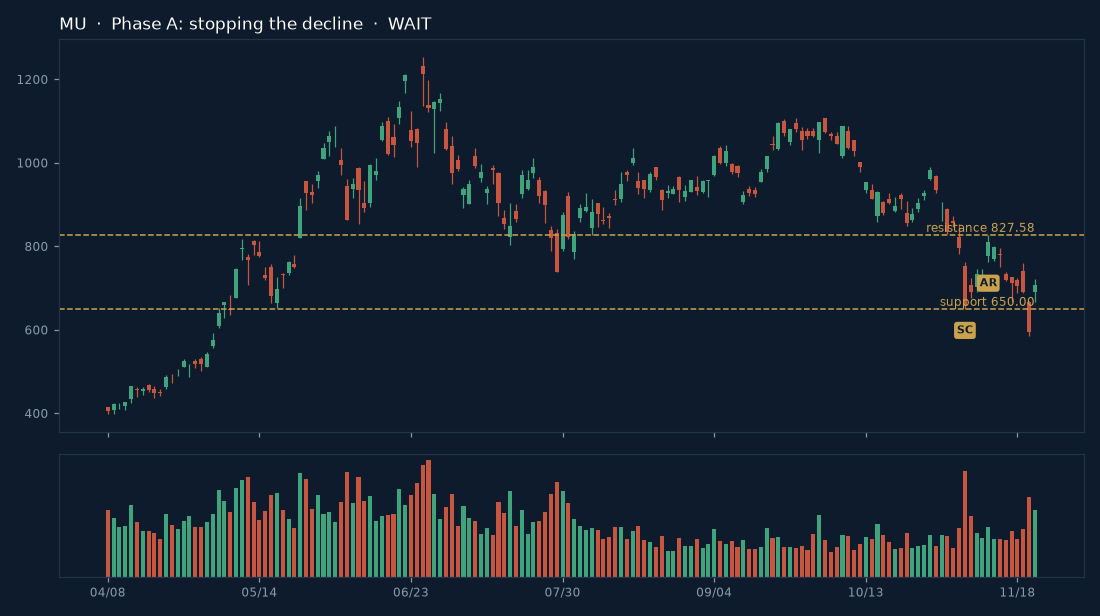 MU · Phase A: stopping the decline · WAIT
1200
1000
800
600
400
resistance 827.58
AR
support 650.00
SC
04/08
05/14
06/23
07/30
09/04
10/13
11/18